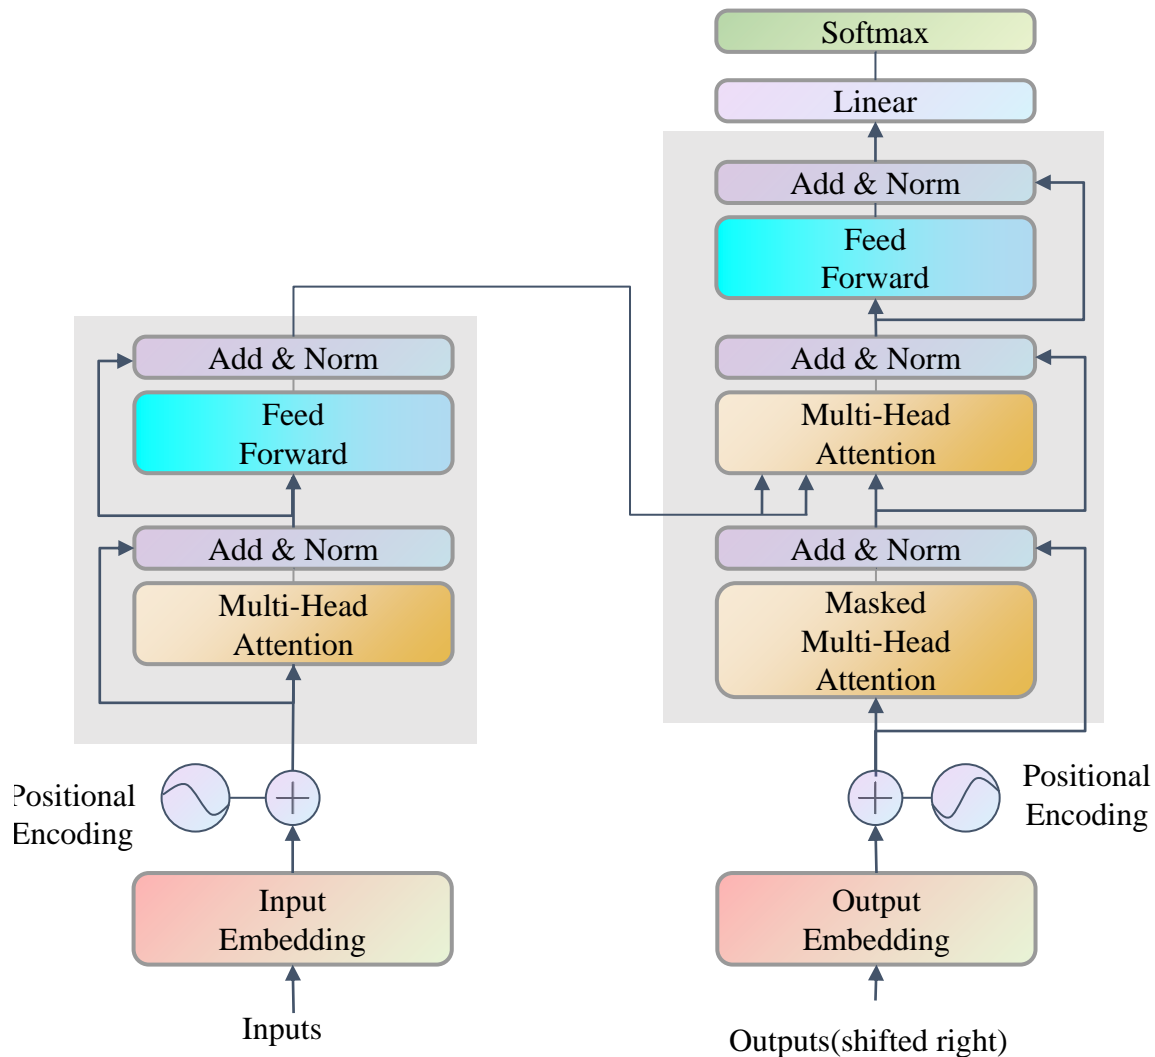 Softmax
Linear
Add & Norm
Feed
Forward
Add & Norm
Multi-Head
Attention
Add & Norm
Masked
Multi-Head
Attention
Add & Norm
Feed
Forward
Add & Norm
Multi-Head
Attention
Positional
Encoding
Positional
Encoding
Input
Embedding
Output
Embedding
Inputs
Outputs(shifted right)